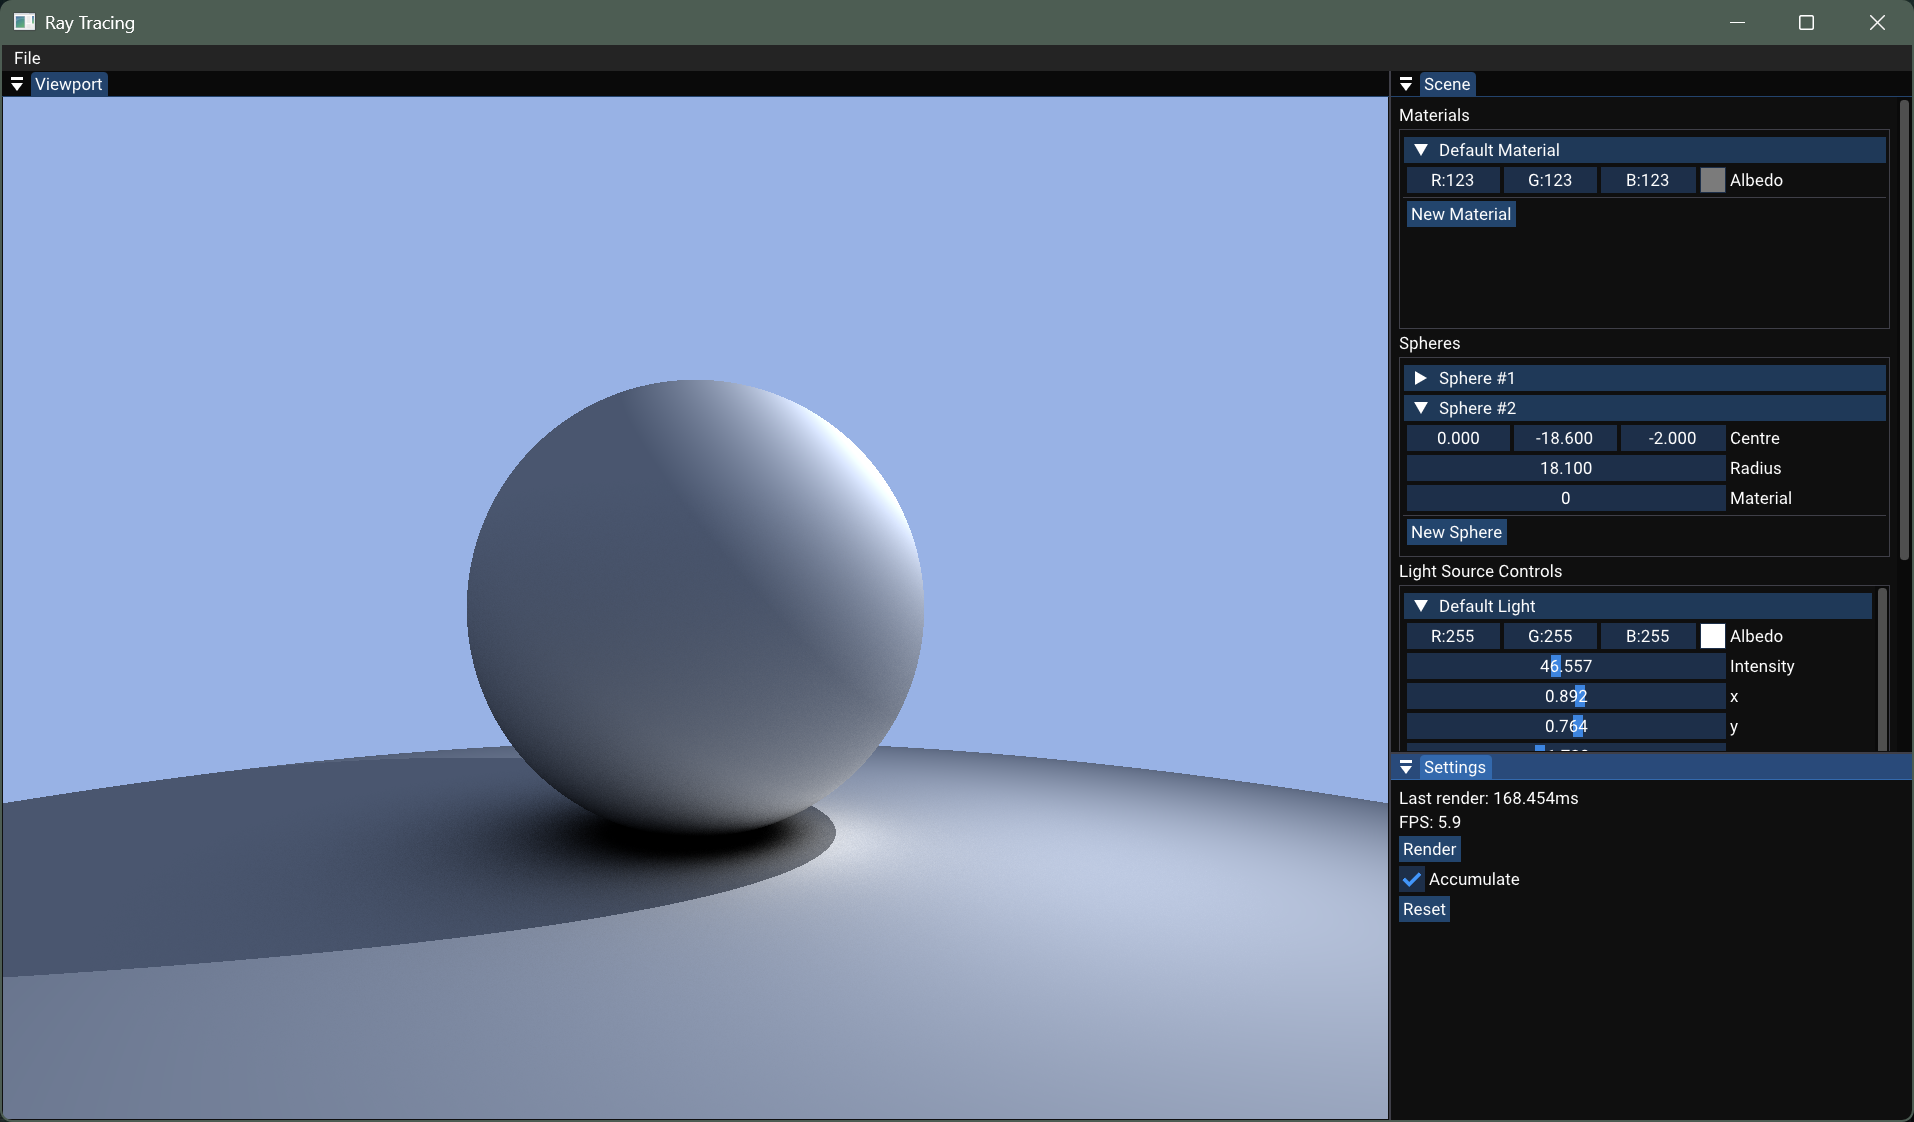 Ray Tracing
File
Viewport
Scene
Materials
Default Material
R:123 G:123 B:123 Albedo
New Material
Spheres
Sphere #1
Sphere #2
0.000 -18.600 -2.000 Centre
18.100 Radius
0 Material
New Sphere
Light Source Controls
Default Light
R:255 G:255 B:255 Albedo
46.557 Intensity
0.892 x
0.764 y
Settings
Last render: 168.454ms
FPS: 5.9
Render
Accumulate
Reset